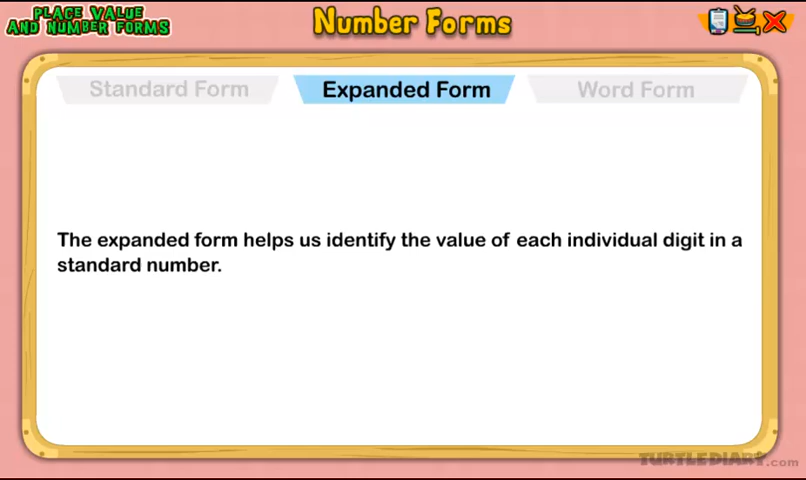 PLACE VALUE
AND NUMBER FORMS
Number Forms
Standard Form
Expanded Form
Word Form
The expanded form helps us identify the value of each individual digit in a
standard number.
TURTLEDIARY.com